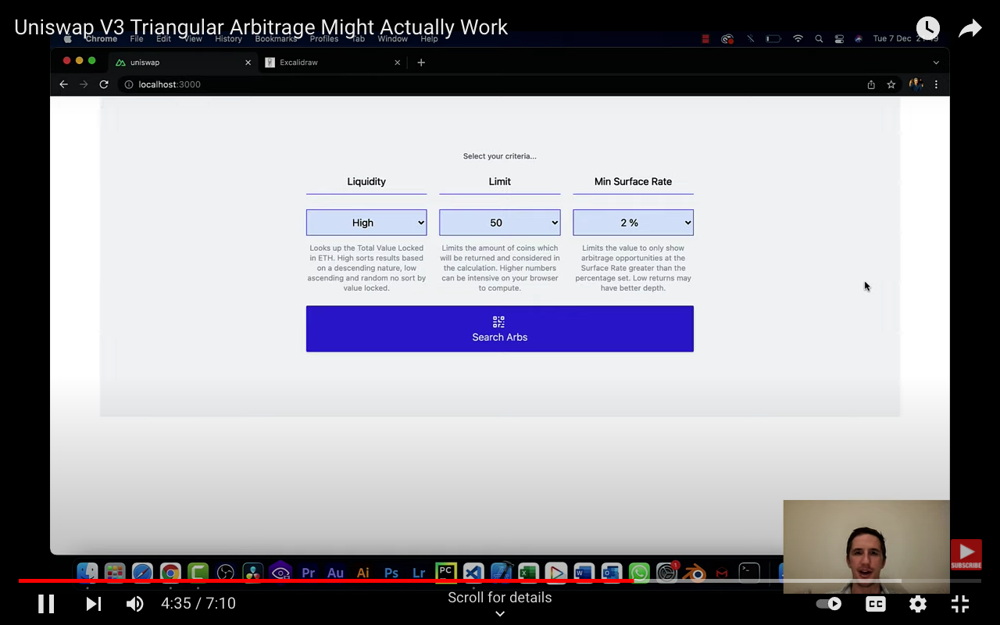 Uniswap V3 Triangular Arbitrage Might Actually Work
Chrome File Edit View History Bookmarks Profiles Tab Window Help
Tue 7 Dec
uniswap
Excalidraw
localhost:3000
Select your criteria...
Liquidity
Limit
Min Surface Rate
High
50
2 %
Looks up the Total Value Locked
in ETH. High sorts results based
on a descending nature, low
ascending and random no sort by
value locked.
Limits the amount of coins which
will be returned and considered in
the calculation. Higher numbers
can be intensive on your browser
to compute.
Limits the value to only show
arbitrage opportunities at the
Surface Rate greater than the
percentage set. Low returns may
have better depth.
Search Arbs
SUBSCRIBE
Pr Au Ai Ps Lr PC
1
4:35 / 7:10
Scroll for details
CC